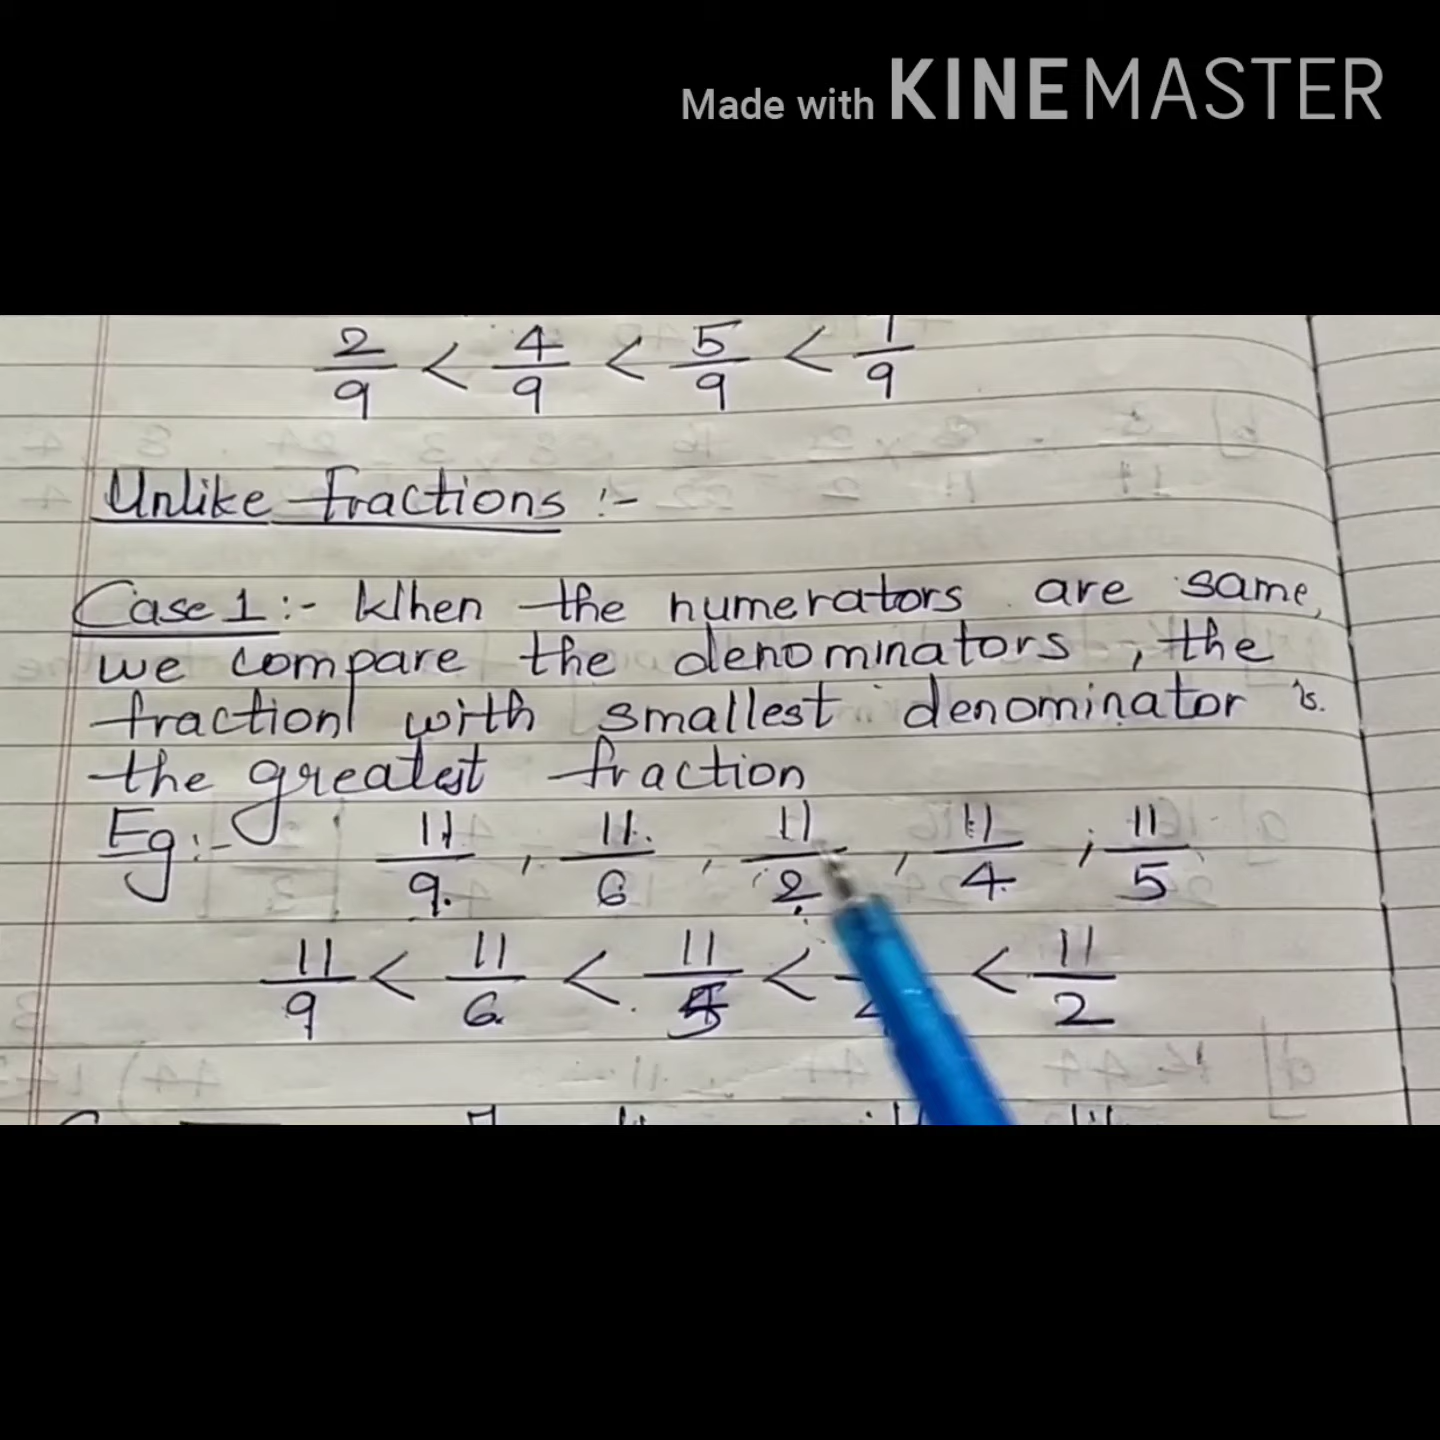 Made with KINEMASTER
2/9 < 4/9 < 5/9 < /9
Unlike fractions :-
Case 1 :- When the numerators are same,
we compare the denominators, the
fraction with smallest denominator is
the greatest fraction
Eg:- 11/9, 11/6, 11/2, 11/4, 11/5
11/9 < 11/6 < 11/5 < < 11/2